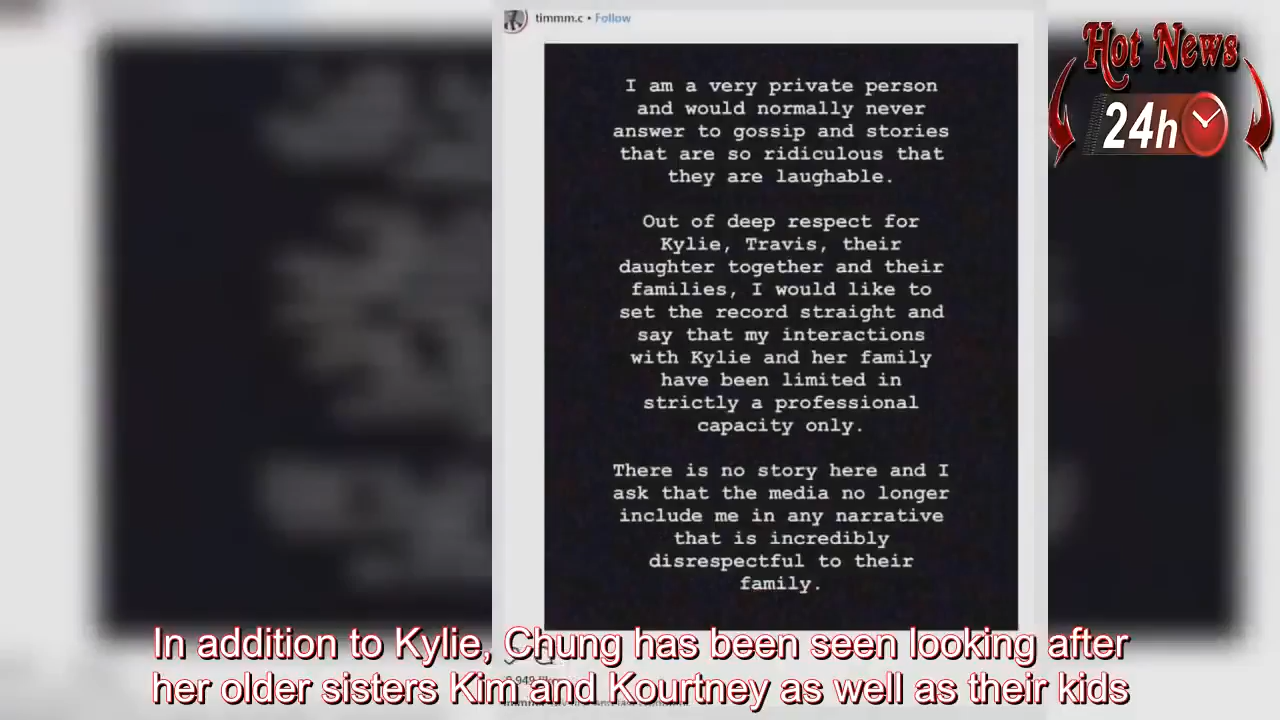 timmm.c • Follow
Hot News
24h
I am a very private person
and would normally never
answer to gossip and stories
that are so ridiculous that
they are laughable.
Out of deep respect for
Kylie, Travis, their
daughter together and their
families, I would like to
set the record straight and
say that my interactions
with Kylie and her family
have been limited in
strictly a professional
capacity only.
There is no story here and I
ask that the media no longer
include me in any narrative
that is incredibly
disrespectful to their
family.
In addition to Kylie, Chung has been seen looking after
her older sisters Kim and Kourtney as well as their kids